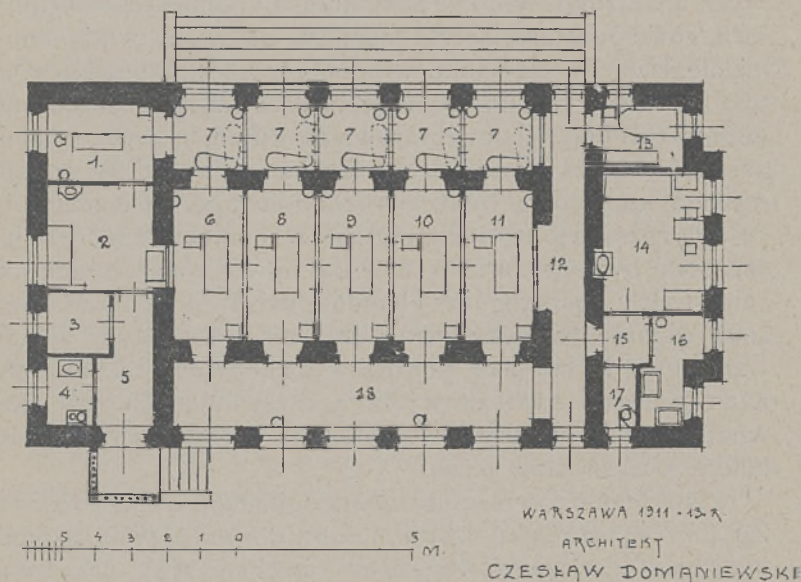 7 7 7 7 7
1. 13
2 6 8 9 10 11 12 14
3 15 16
4 5 18 17
WARSZAWA 1911-13 R.
5 4 3 2 1 0 5 M.
ARCHITEKT
CZESŁAW DOMANIEWSKI